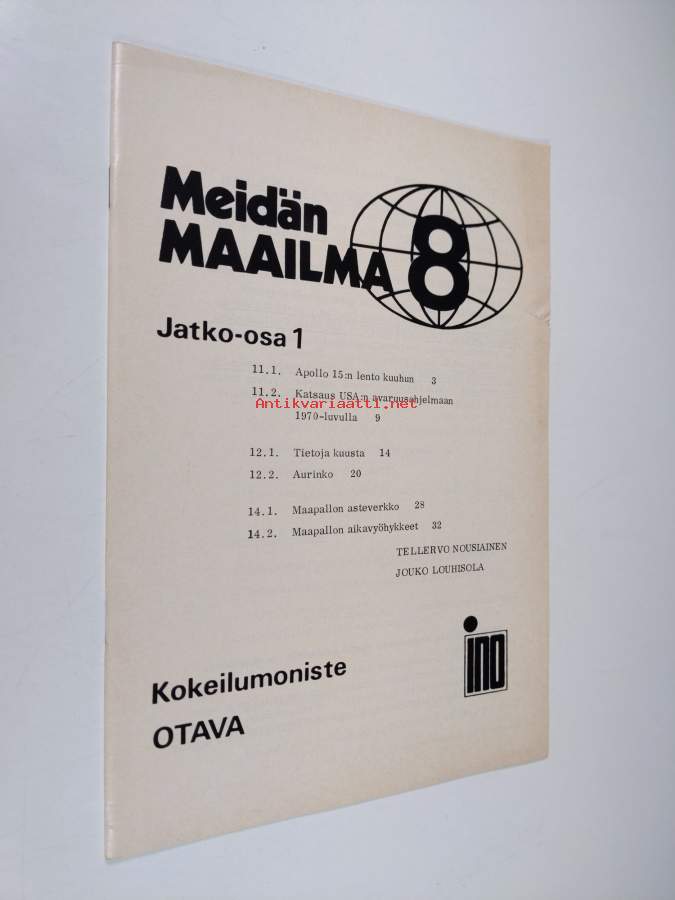 Meidän
MAAILMA 8
Jatko-osa 1
11.1. Apollo 15:n lento kuuhun 3
11.2. Katsaus USA:n avaruusohjelmaan
Antikvariaatti.net
1970-luvulla 9
12.1. Tietoja kuusta 14
12.2. Aurinko 20
14.1. Maapallon asteverkko 28
14.2. Maapallon aikavyöhykkeet 32
TELLERVO NOUSIAINEN
JOUKO LOUHISOLA
ino
Kokeilumoniste
OTAVA